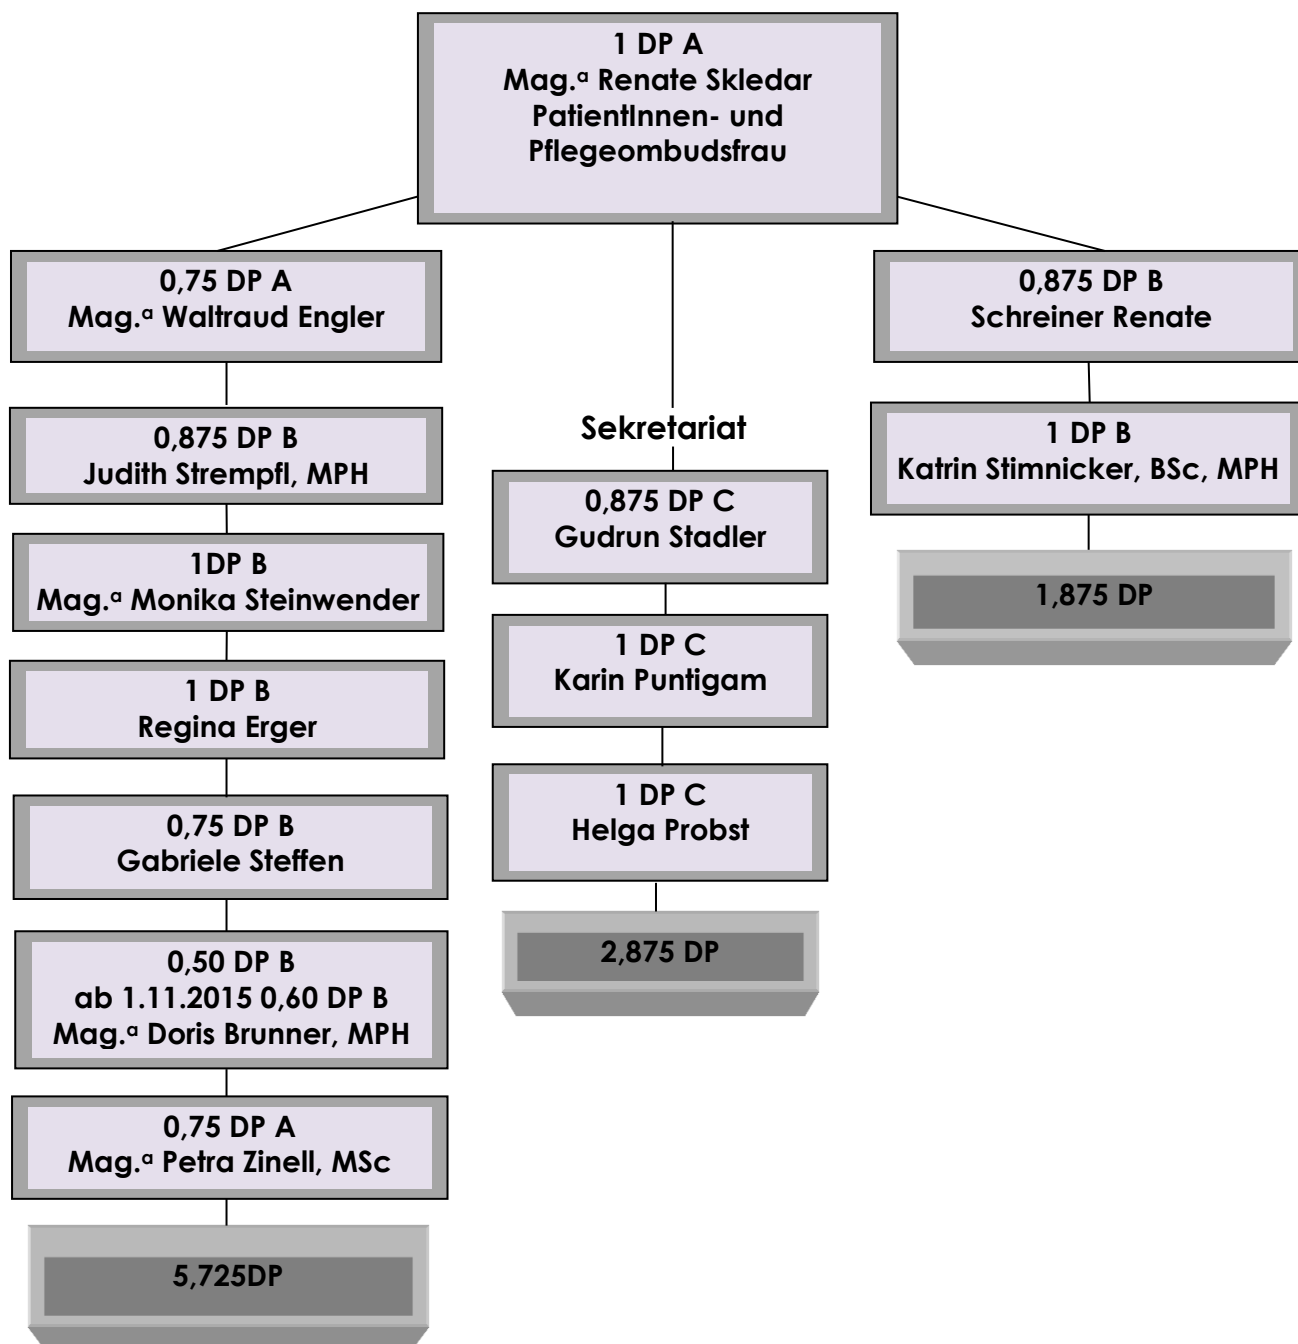 1 DP A
Mag.ª Renate Skledar
PatientInnen- und
Pflegeombudsfrau
0,75 DP A
Mag.ª Waltraud Engler
0,875 DP B
Judith Strempfl, MPH
1DP B
Mag.ª Monika Steinwender
1 DP B
Regina Erger
0,75 DP B
Gabriele Steffen
0,50 DP B
ab 1.11.2015 0,60 DP B
Mag.ª Doris Brunner, MPH
0,75 DP A
Mag.ª Petra Zinell, MSc
5,725DP
Sekretariat
0,875 DP C
Gudrun Stadler
1 DP C
Karin Puntigam
1 DP C
Helga Probst
2,875 DP
0,875 DP B
Schreiner Renate
1 DP B
Katrin Stimnicker, BSc, MPH
1,875 DP